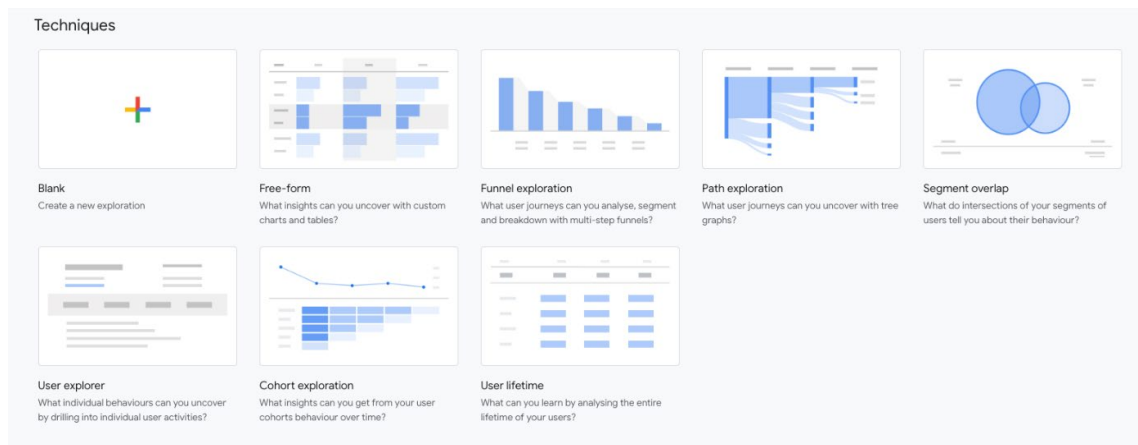 Techniques
Blank
Create a new exploration
Free-form
What insights can you uncover with custom
charts and tables?
Funnel exploration
What user journeys can you analyse, segment
and breakdown with multi-step funnels?
Path exploration
What user journeys can you uncover with tree
graphs?
Segment overlap
What do intersections of your segments of
users tell you about their behaviour?
User explorer
What individual behaviours can you uncover
by drilling into individual user activities?
Cohort exploration
What insights can you get from your user
cohorts behaviour over time?
User lifetime
What can you learn by analysing the entire
lifetime of your users?